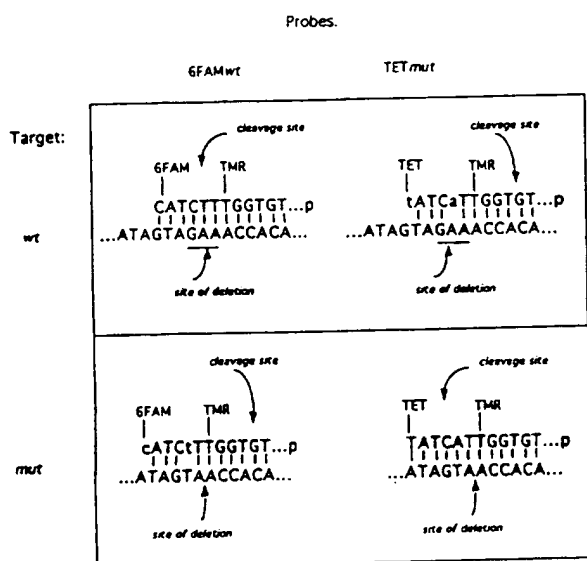 Probes.
6FAMwt TETmut
Target:
wt
cleavage site
6FAM TMR
CATCTTTGGTGT...p
...ATAGTAGAAACCACA...
site of deletion
cleavage site
TET TMR
tATCaTTGGTGT...p
...ATAGTAGAAACCACA...
site of deletion
mut
cleavage site
6FAM TMR
cATCtTTGGTGT...p
...ATAGTAACCACA...
site of deletion
cleavage site
TET TMR
TATCATTGGTGT...p
...ATAGTAACCACA...
site of deletion